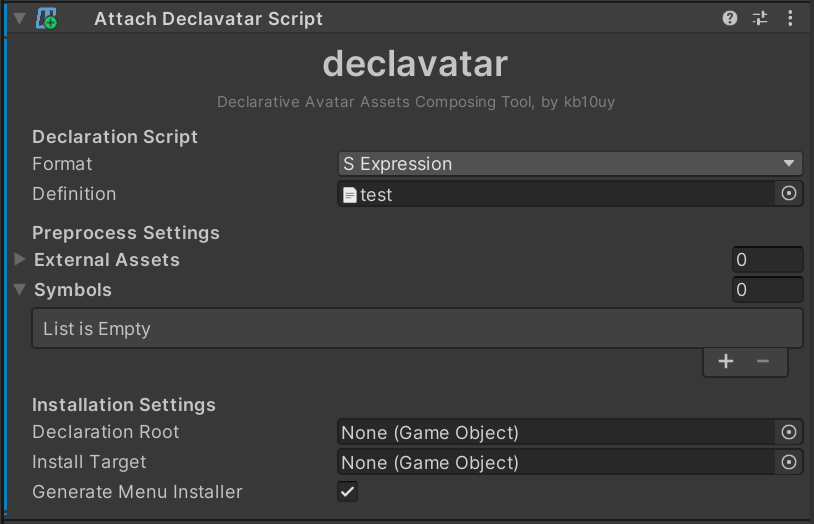 Attach Declavatar Script
declavatar
Declarative Avatar Assets Composing Tool, by kb10uy
Declaration Script
Format S Expression
Definition test
Preprocess Settings
External Assets 0
Symbols 0
List is Empty
Installation Settings
Declaration Root None (Game Object)
Install Target None (Game Object)
Generate Menu Installer